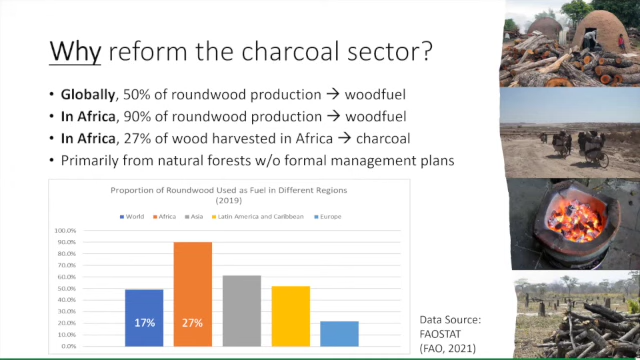 Why reform the charcoal sector?
• Globally, 50% of roundwood production → woodfuel
• In Africa, 90% of roundwood production → woodfuel
• In Africa, 27% of wood harvested in Africa → charcoal
• Primarily from natural forests w/o formal management plans
Proportion of Roundwood Used as Fuel in Different Regions
(2019)
World Africa Asia Latin America and Caribbean Europe
100.0%
90.0%
80.0%
70.0%
60.0%
50.0%
40.0%
30.0%
20.0%
10.0%
0.0%
17% 27%
Data Source:
FAOSTAT
(FAO, 2021)